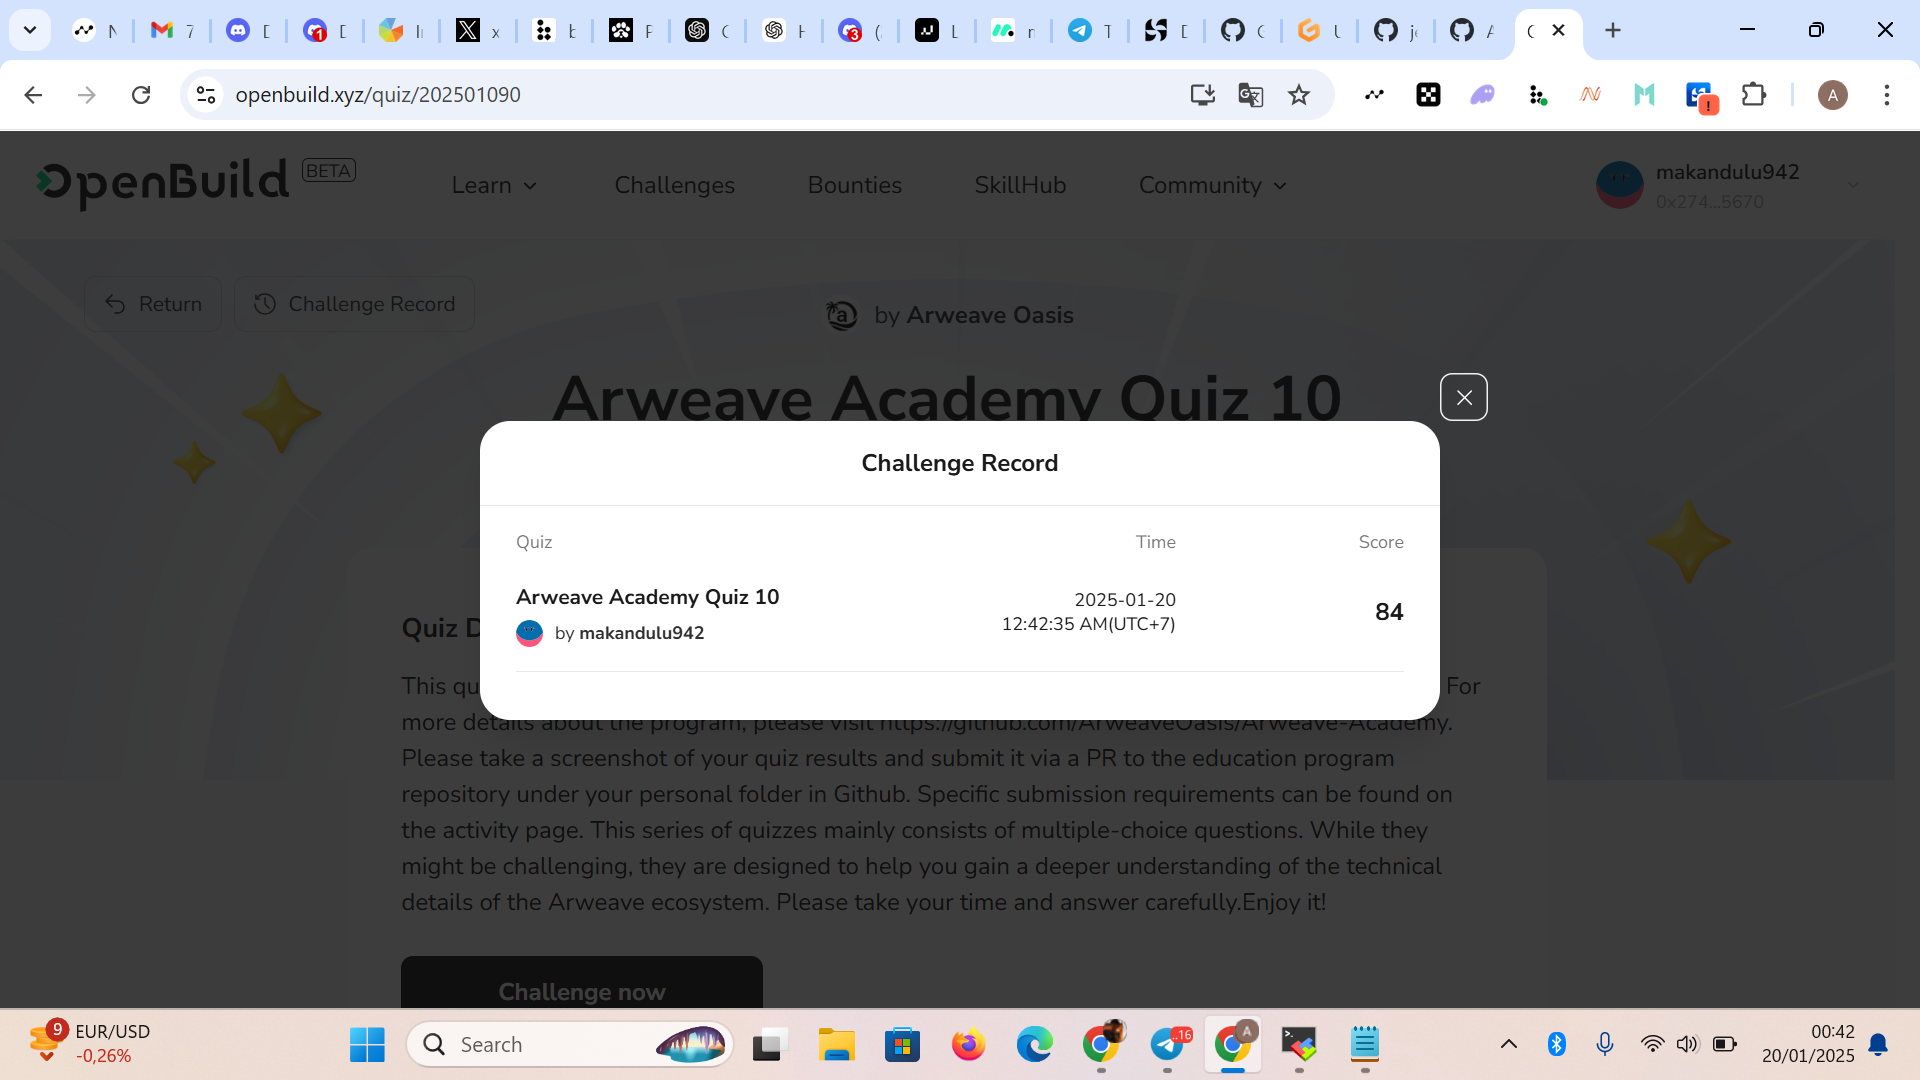 openbuild.xyz/quiz/202501090
A
OpenBuild BETA
Learn
Challenges
Bounties
SkillHub
Community
makandulu942
0x274...5670
Return
Challenge Record
by Arweave Oasis
Arweave Academy Quiz 10
Challenge Record
Quiz Time Score
Arweave Academy Quiz 10
by makandulu942
2025-01-20
12:42:35 AM(UTC+7)
84
Quiz D
This qu
For
more details about the program, please visit https://github.com/ArweaveOasis/Arweave-Academy.
Please take a screenshot of your quiz results and submit it via a PR to the education program
repository under your personal folder in Github. Specific submission requirements can be found on
the activity page. This series of quizzes mainly consists of multiple-choice questions. While they
might be challenging, they are designed to help you gain a deeper understanding of the technical
details of the Arweave ecosystem. Please take your time and answer carefully.Enjoy it!
Challenge now
9
EUR/USD
-0,26%
Search
..16
A
00:42
20/01/2025